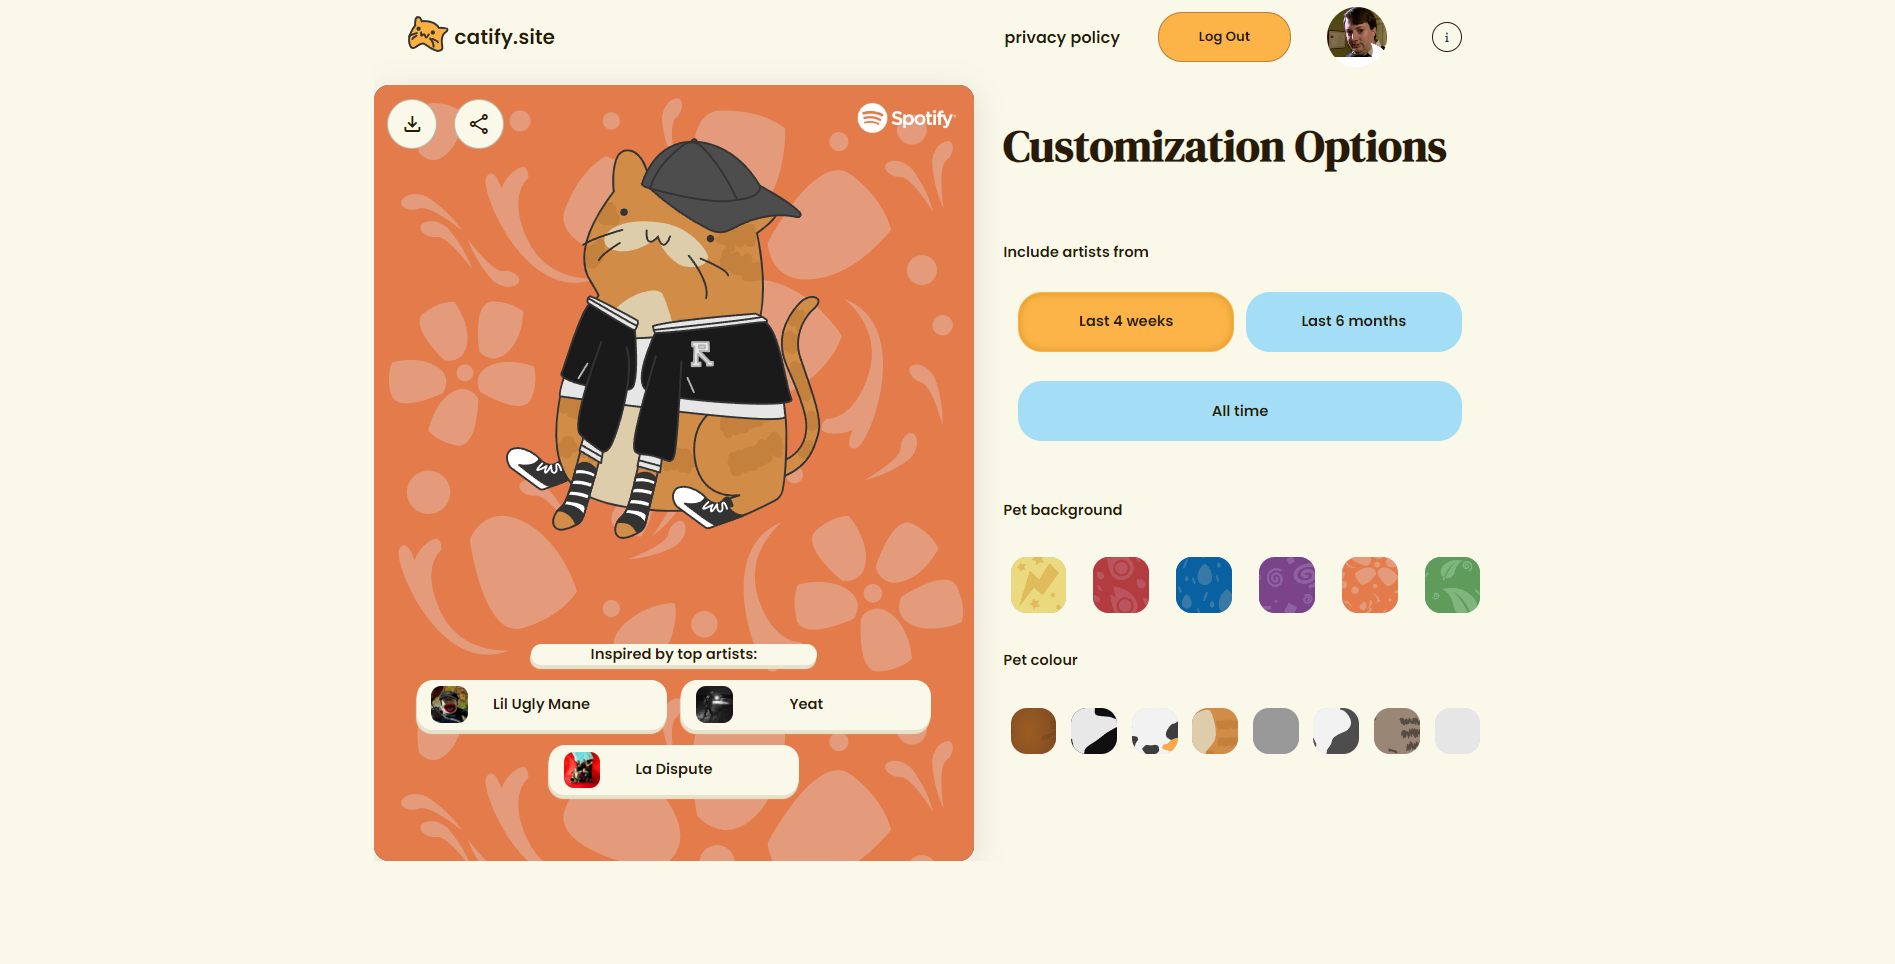 catify.site
privacy policy
Log Out
i
Spotify
R
Customization Options
Include artists from
Last 4 weeks
Last 6 months
All time
Pet background
Pet colour
Inspired by top artists:
Lil Ugly Mane
Yeat
La Dispute